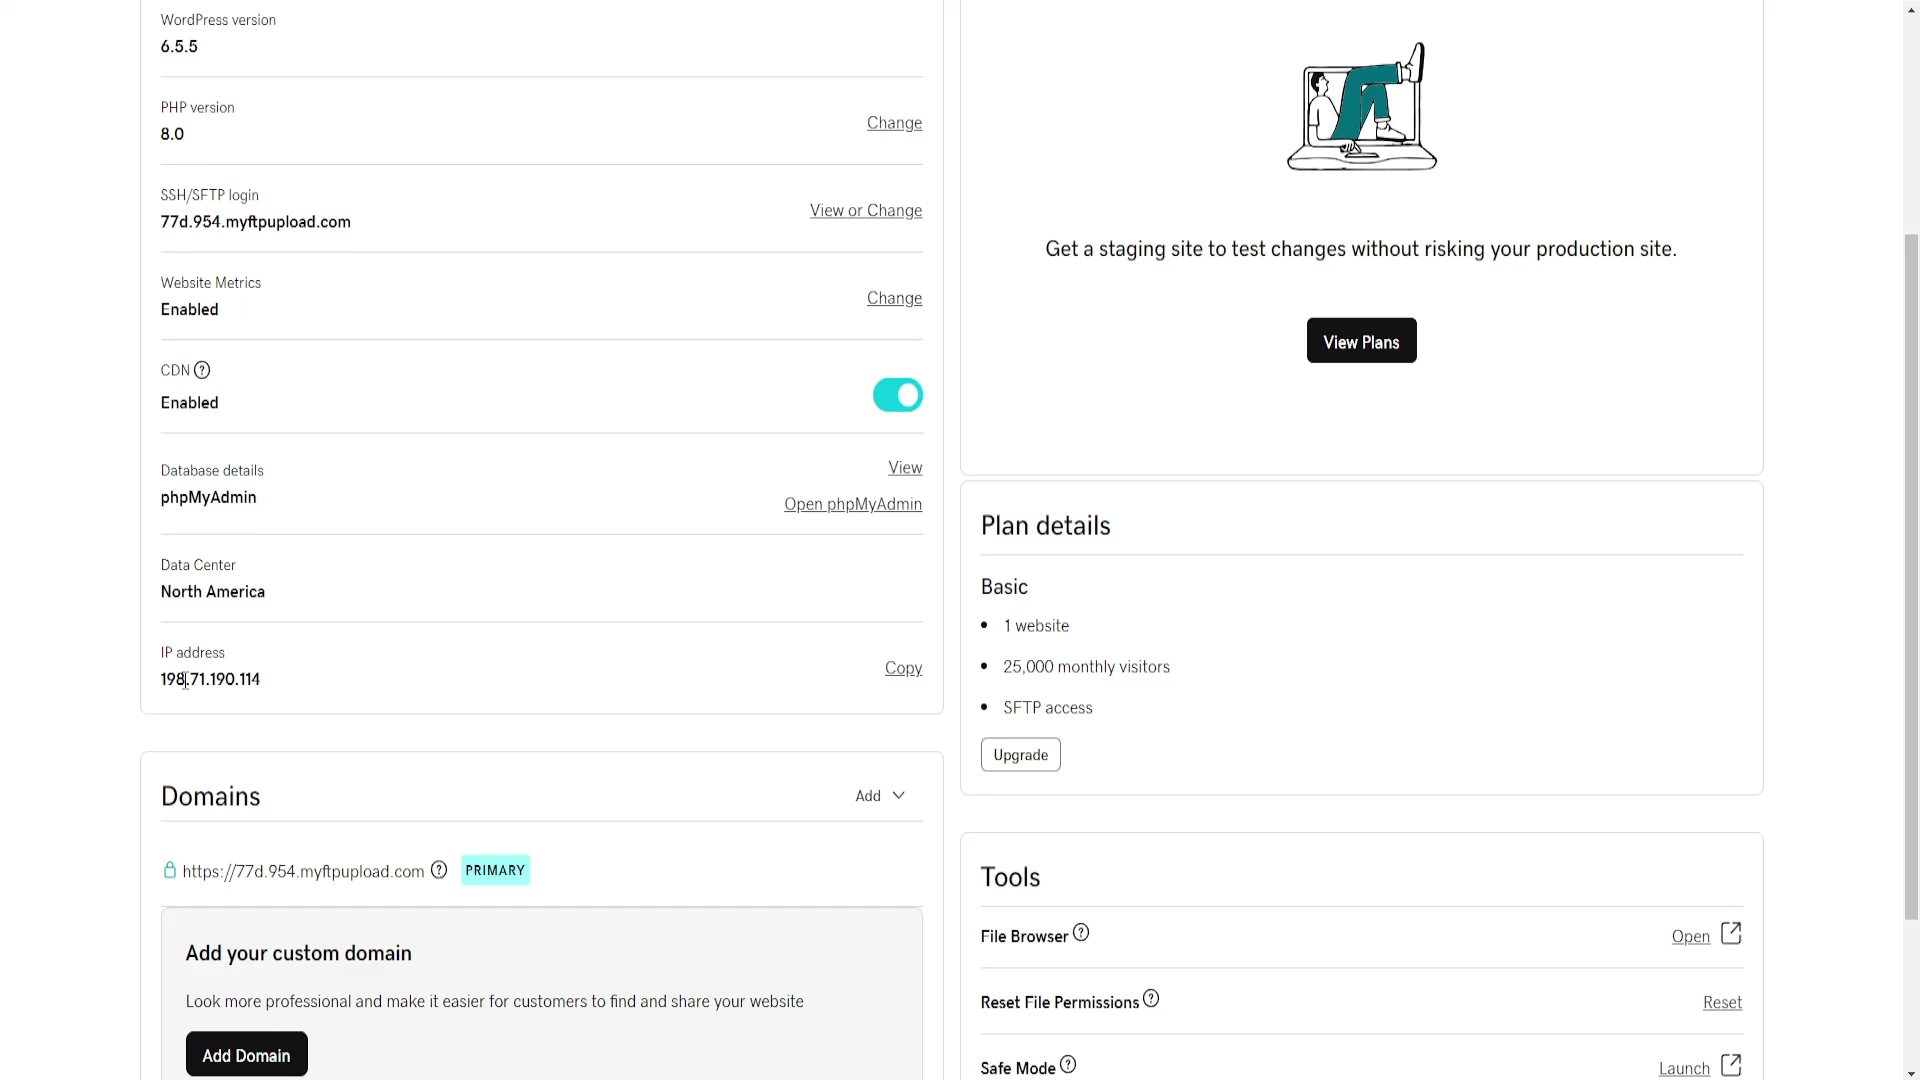 WordPress version
6.5.5
PHP version
8.0
Change
SSH/SFTP login
77d.954.myftpupload.com
View or Change
Website Metrics
Enabled
Change
CDN
Enabled
Database details
phpMyAdmin
View
Open phpMyAdmin
Data Center
North America
IP address
198.71.190.114
Copy
Domains
Add
https://77d.954.myftpupload.com
PRIMARY
Add your custom domain
Look more professional and make it easier for customers to find and share your website
Add Domain
Get a staging site to test changes without risking your production site.
View Plans
Plan details
Basic
• 1 website
• 25,000 monthly visitors
• SFTP access
Upgrade
Tools
File Browser
Open
Reset File Permissions
Reset
Safe Mode
Launch